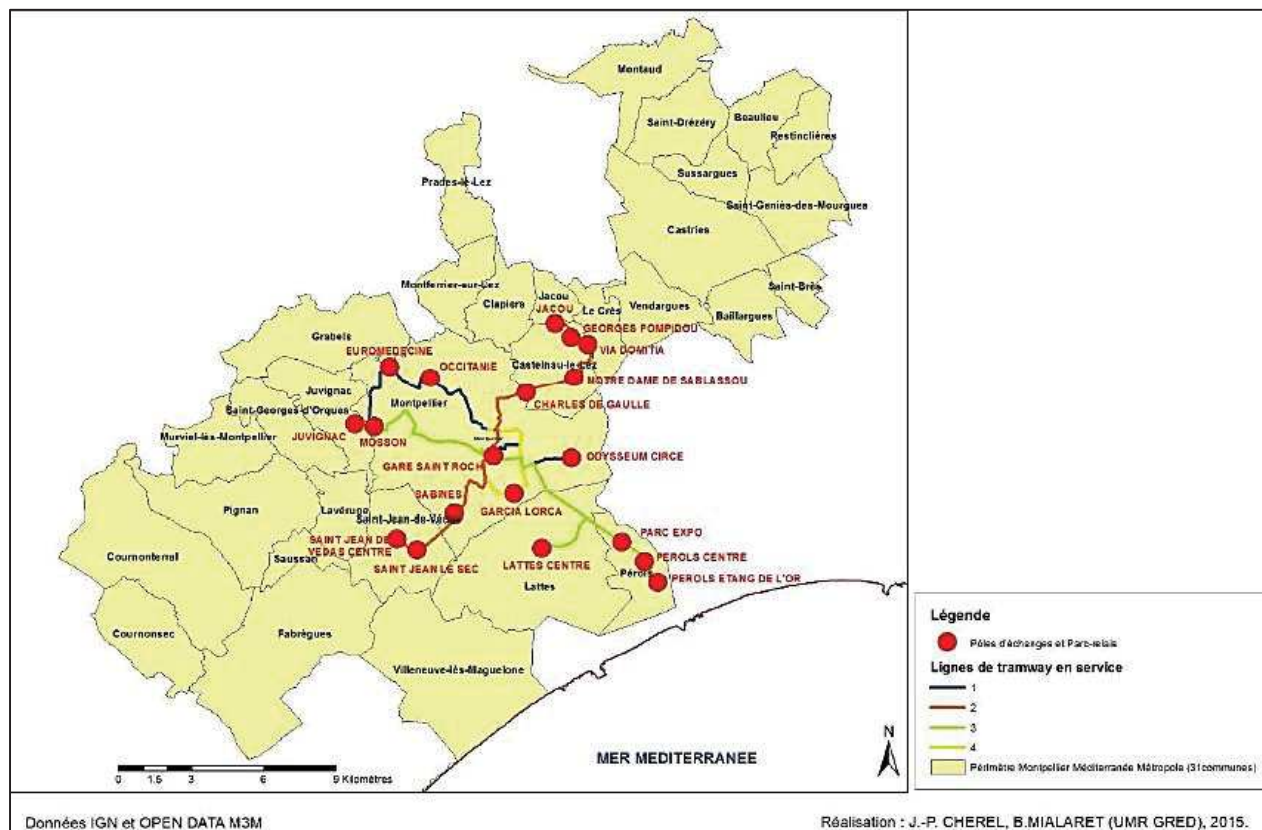 Montaud
Saint-Drézéry
Beaulieu
Restinclières
Sussargues
Prades-le-Lez
Saint-Geniès-des-Mourgues
Castries
Montferrier-sur-Lez
Saint-Brès
Clapiers
Jacou
JACOU
Le Crès
Vendargues
Baillargues
GEORGES POMPIDOU
Grabels
VIA DOMITIA
EUROMEDECINE
OCCITANIE
Castelnau-le-Lez
NOTRE DAME DE SABLASSOU
Juvignac
Montpellier
CHARLES DE GAULLE
Saint-Georges-d'Orques
Murviel-lès-Montpellier
JUVIGNAC
MOSSON
GARE SAINT ROCH
ODYSSEUM CIRCE
SABINES
GARCIA LORCA
Pignan
Lavérune
Saint-Jean-de-Védas
PARC EXPO
SAINT JEAN DE
VEDAS CENTRE
Cournonterral
Saussan
SAINT JEAN LE SEC
LATTES CENTRE
PEROLS CENTRE
Pérols
PEROLS ETANG DE L'OR
Lattes
Cournonsec
Fabrègues
Villeneuve-lès-Maguelone
MER MEDITERRANEE
N
0 1.5 3 6 9 Kilomètres
Légende
Pôles d'échanges et Parc-relais
Lignes de tramway en service
1
2
3
4
Périmètre Montpellier Méditerranée Métropole (31communes)
Données IGN et OPEN DATA M3M
Réalisation : J.-P. CHEREL, B.MIALARET (UMR GRED), 2015.